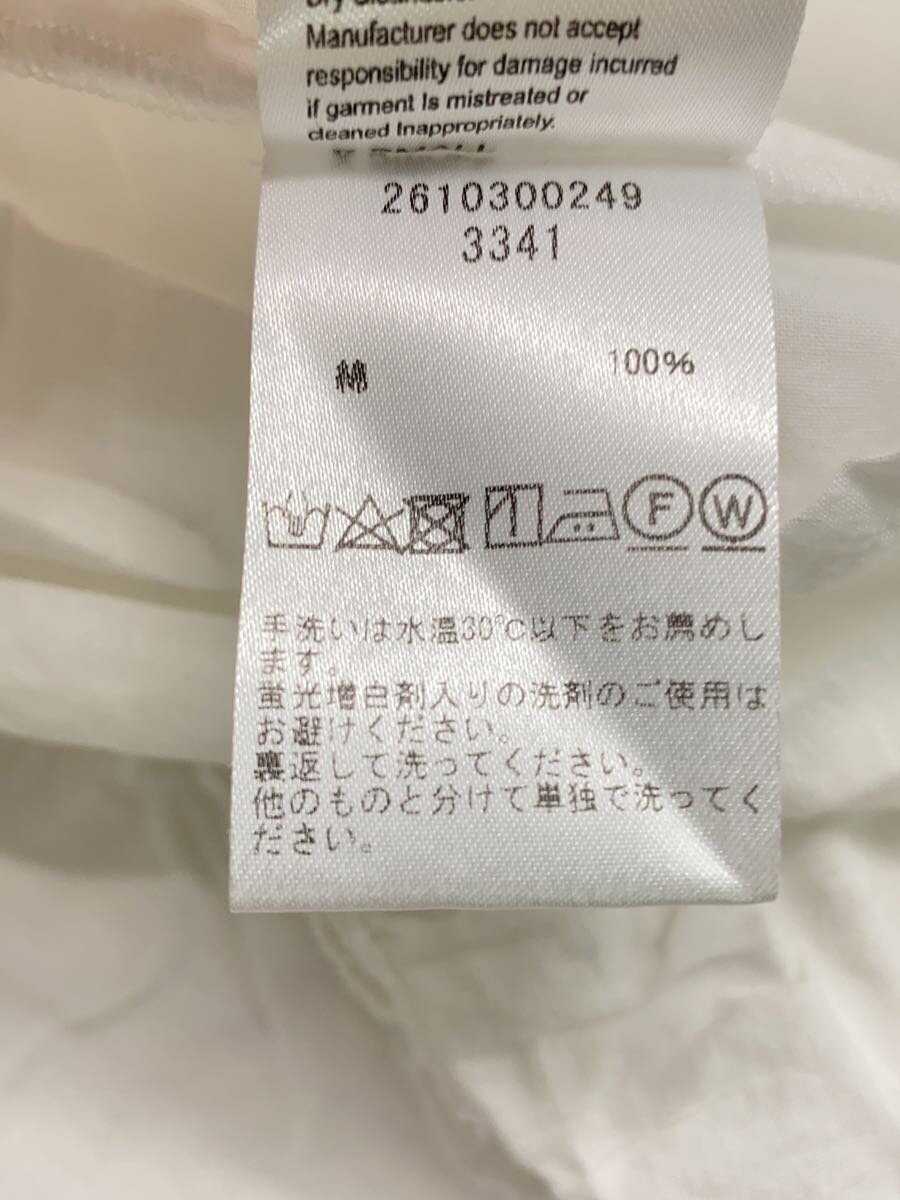 Manufacturer does not accept
responsibility for damage incurred
if garment is mistreated or
cleaned inappropriately.
2610300249
3341
綿 100%
F W
手洗いは水温30℃以下をお薦めし
ます。
蛍光増白剤入りの洗剤のご使用は
お避けください。
裏返して洗ってください。
他のものと分けて単独で洗ってく
ださい。